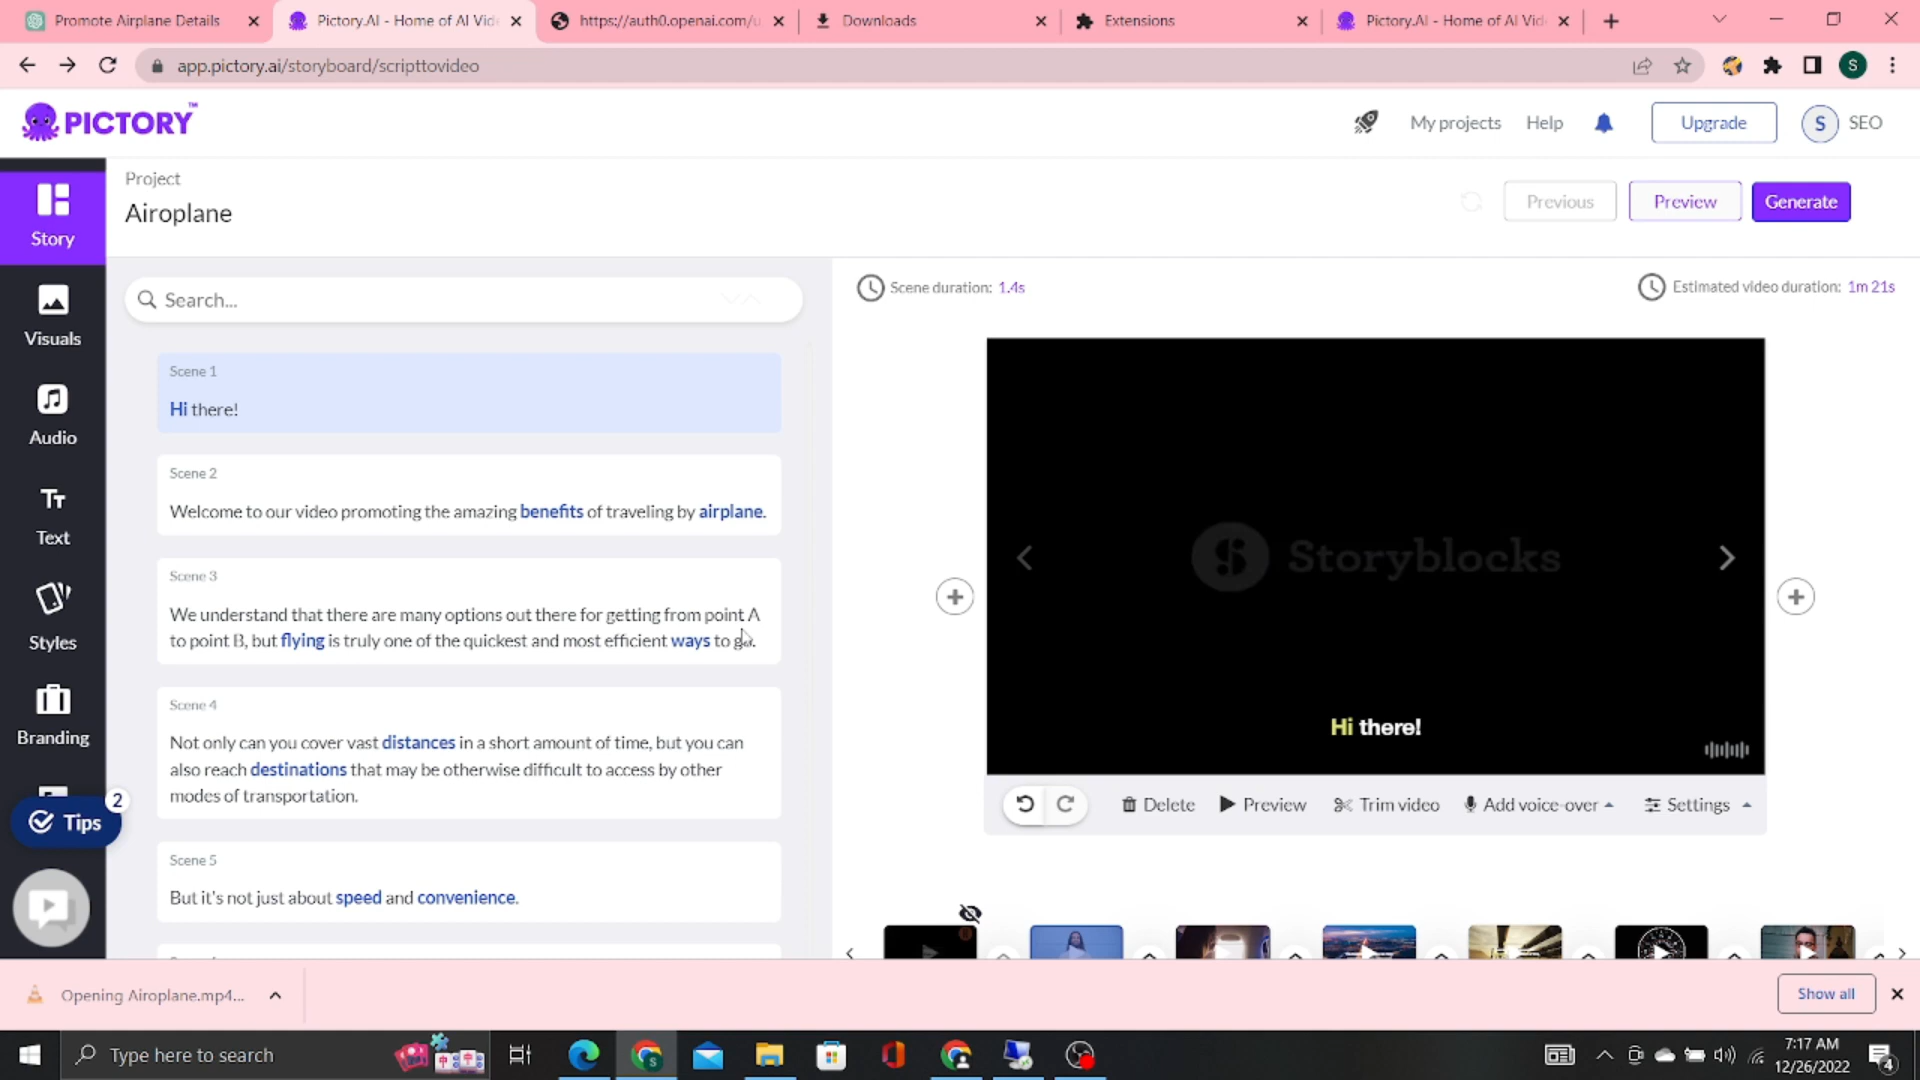 Promote Airplane Details
Pictory.AI - Home of AI Vid
https://auth0.openai.com/u
Downloads
Extensions
Pictory.AI - Home of AI Vid
app.pictory.ai/storyboard/scripttovideo
S
PICTORY™
My projects
Help
Upgrade
S
SEO
Story
Visuals
Audio
Text
Styles
Branding
Tips
2
Project
Airoplane
Previous
Preview
Generate
Search...
Scene 1
Hi there!
Scene 2
Welcome to our video promoting the amazing benefits of traveling by airplane.
Scene 3
We understand that there are many options out there for getting from point A
to point B, but flying is truly one of the quickest and most efficient ways to go.
Scene 4
Not only can you cover vast distances in a short amount of time, but you can
also reach destinations that may be otherwise difficult to access by other
modes of transportation.
Scene 5
But it's not just about speed and convenience.
Scene duration: 1.4s
Estimated video duration: 1m 21s
Storyblocks
Hi there!
Delete
Preview
Trim video
Add voice-over
Settings
Opening Airoplane.mp4...
Show all
Type here to search
7:17 AM
12/26/2022
4